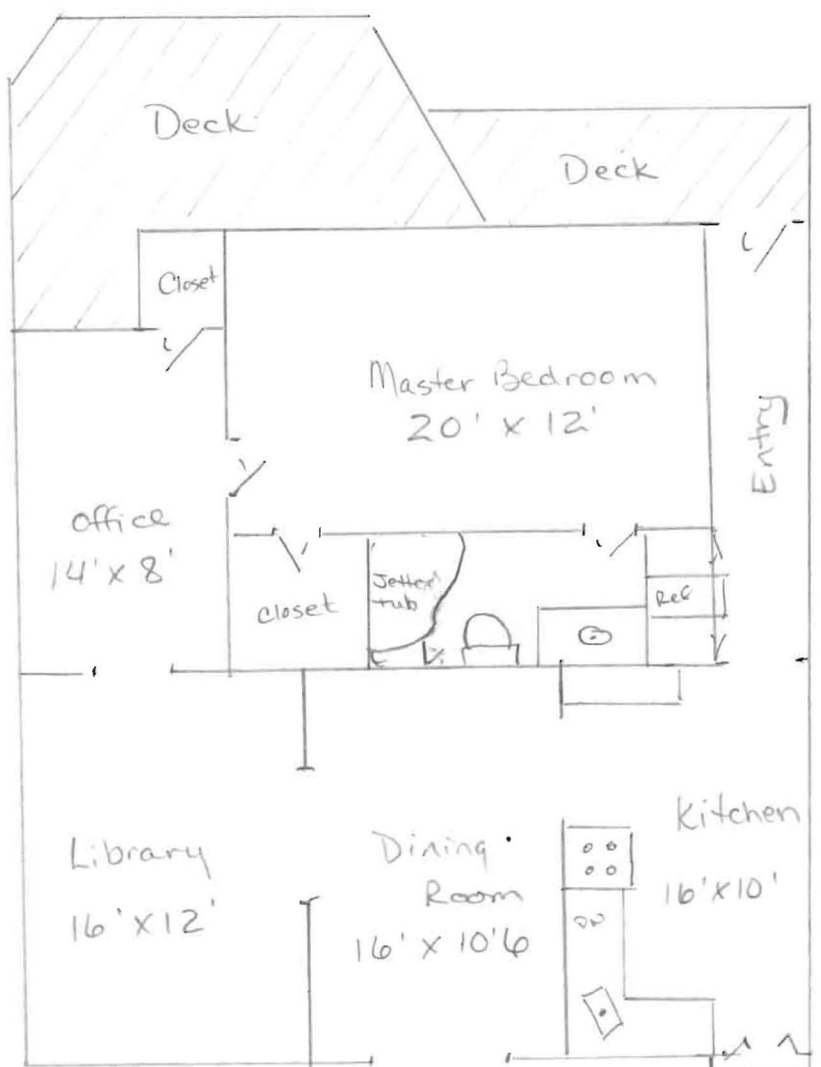 Deck
Deck
Closet
Master Bedroom
20' x 12'
Entry
Office
14' x 8'
Closet
Jetted
tub
Ref
Library
16' x 12'
Dining
Room
16' x 10'6
Kitchen
16' x 10'
DW